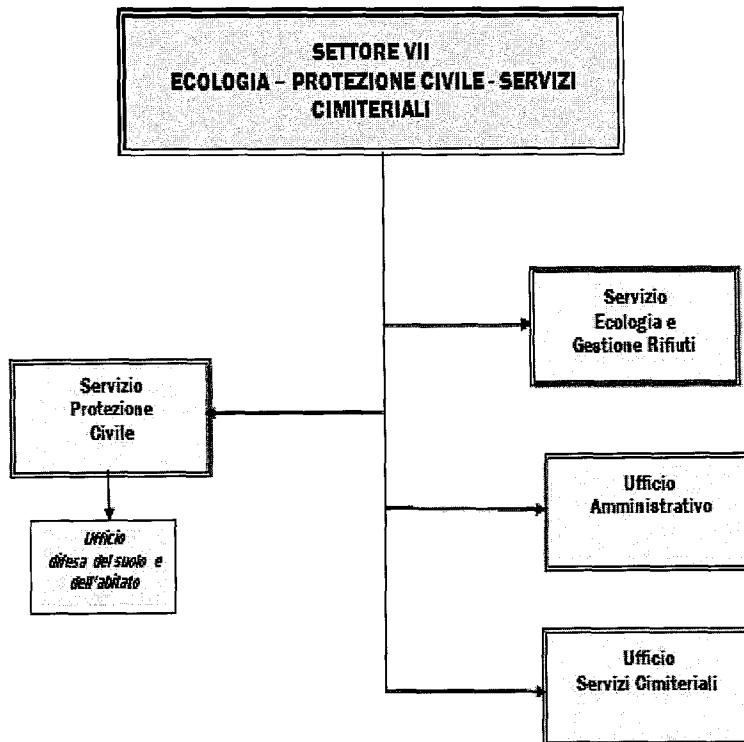 SETTORE VII
ECOLOGIA – PROTEZIONE CIVILE - SERVIZI
CIMITERIALI
Servizio
Ecologia e
Gestione Rifiuti
Servizio
Protezione
Civile
Ufficio
difesa del suolo e
dell'abitato
Ufficio
Amministrativo
Ufficio
Servizi Cimiteriali